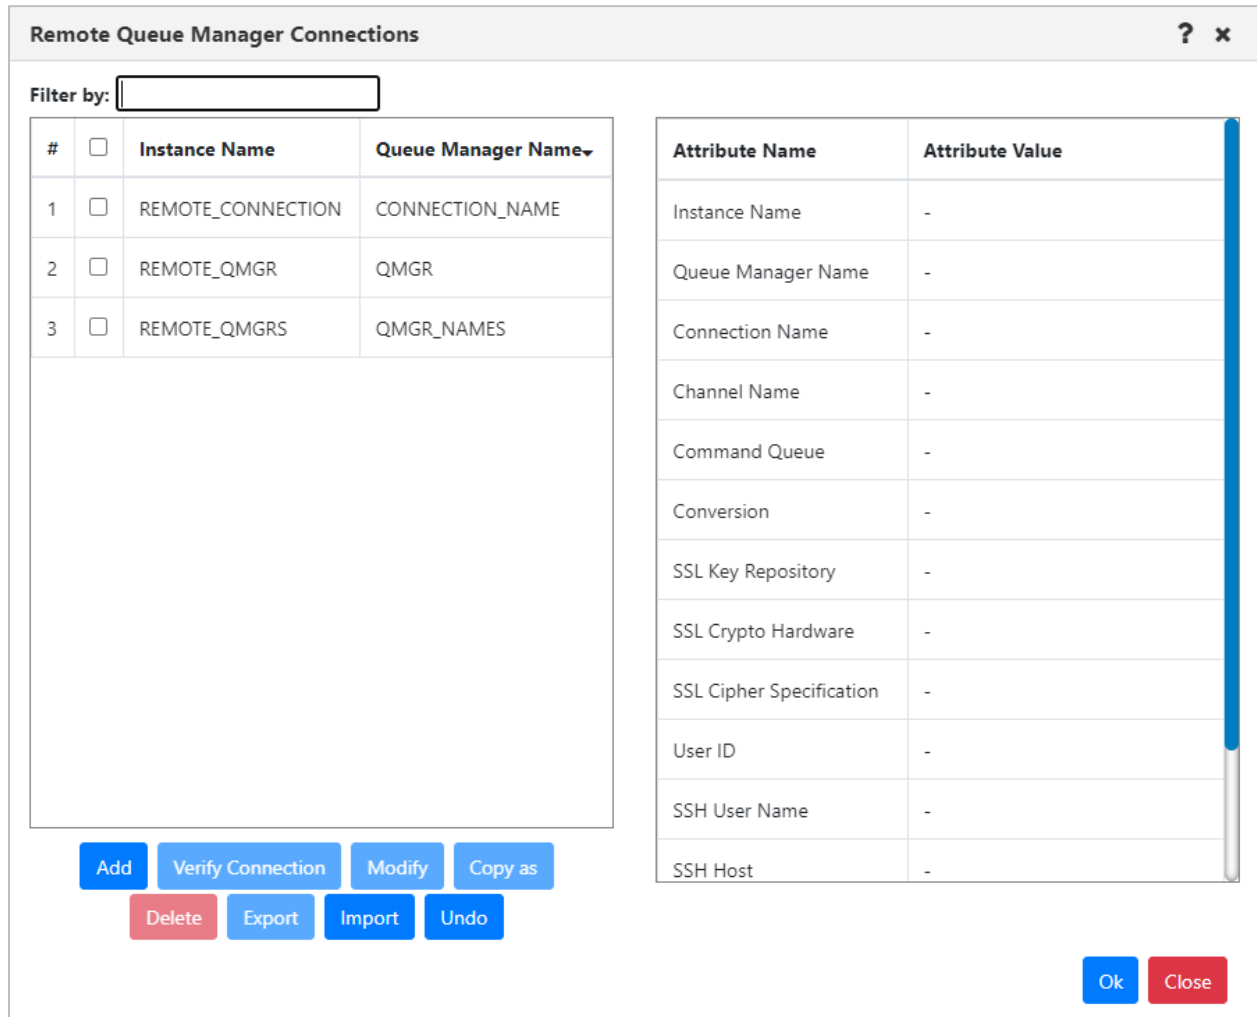 Remote Queue Manager Connections ? ×
Filter by:
# Instance Name Queue Manager Name
1 REMOTE_CONNECTION CONNECTION_NAME
2 REMOTE_QMGR QMGR
3 REMOTE_QMGRS QMGR_NAMES
Add Verify Connection Modify Copy as
Delete Export Import Undo
Attribute Name Attribute Value
Instance Name -
Queue Manager Name -
Connection Name -
Channel Name -
Command Queue -
Conversion -
SSL Key Repository -
SSL Crypto Hardware -
SSL Cipher Specification -
User ID -
SSH User Name -
SSH Host -
Ok Close